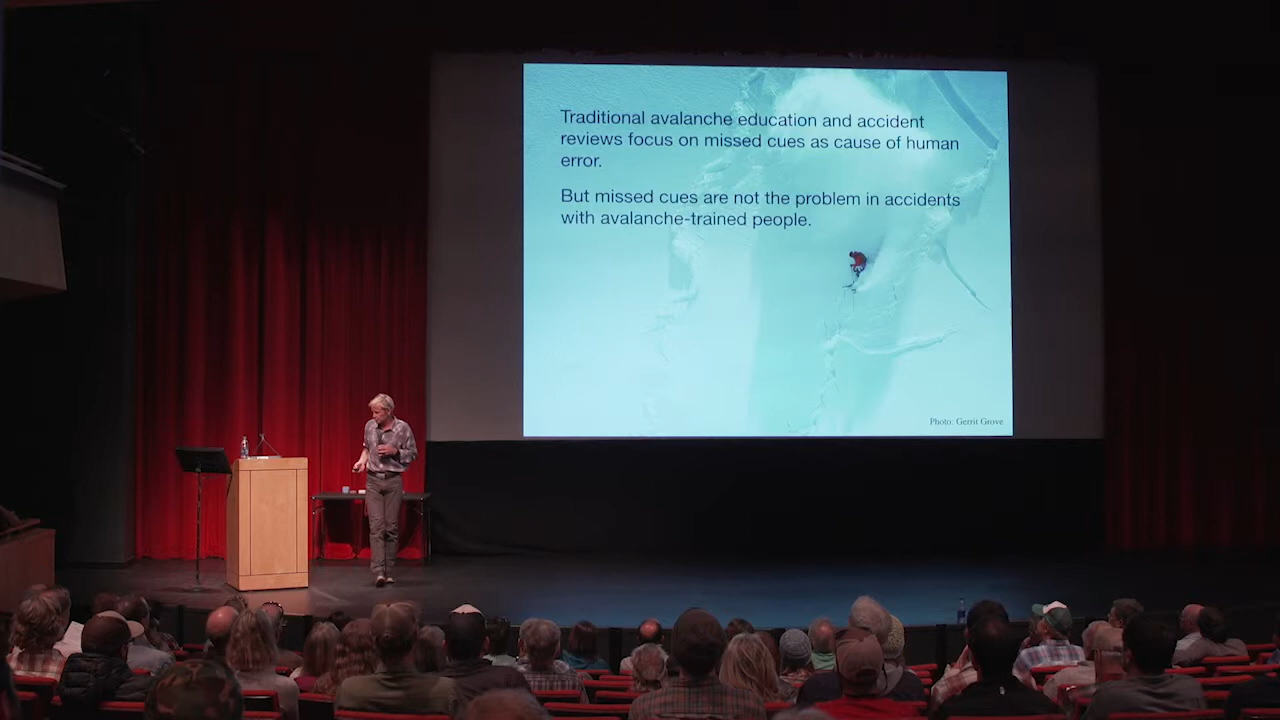 Traditional avalanche education and accident
reviews focus on missed cues as cause of human
error.
But missed cues are not the problem in accidents
with avalanche-trained people.
Photo: Gerrit Grove